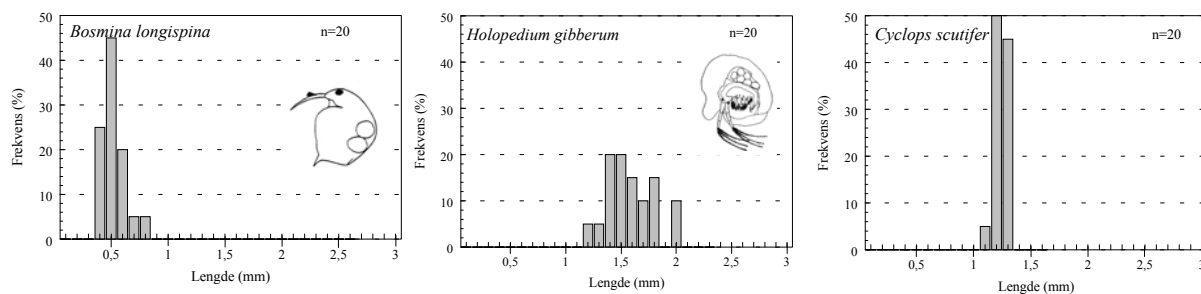 Bosmina longispina n=20
50
40
30
20
10
0
Frekvens (%)
0,5 1 1,5 2 2,5 3
Lengde (mm)
Holopedium gibberum n=20
50
40
30
20
10
0
Frekvens (%)
0,5 1 1,5 2 2,5 3
Lengde (mm)
Cyclops scutifer n=20
50
40
30
20
10
0
Frekvens (%)
0,5 1 1,5 2 2,5 3
Lengde (mm)